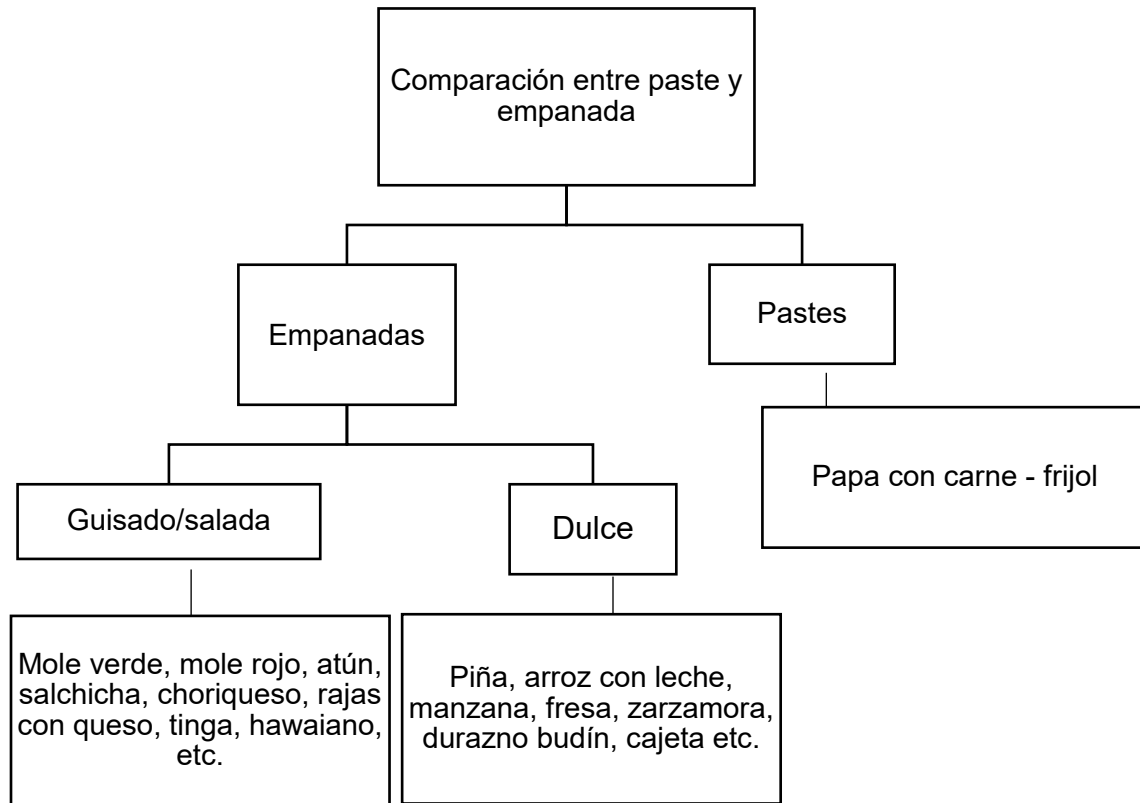 Comparación entre paste y
empanada
Empanadas
Pastes
Papa con carne - frijol
Guisado/salada
Dulce
Mole verde, mole rojo, atún,
salchicha, choriqueso, rajas
con queso, tinga, hawaiano,
etc.
Piña, arroz con leche,
manzana, fresa, zarzamora,
durazno budín, cajeta etc.